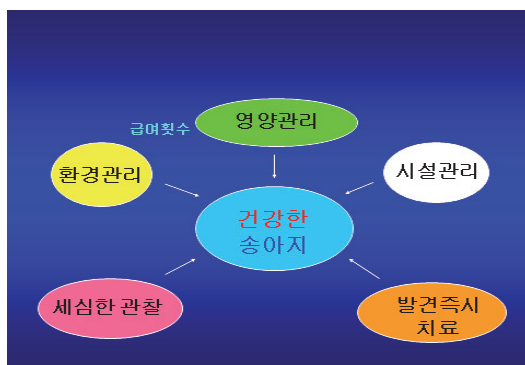 영양관리
급여횟수
환경관리
시설관리
건강한
송아지
세심한 관찰
발견즉시
치료